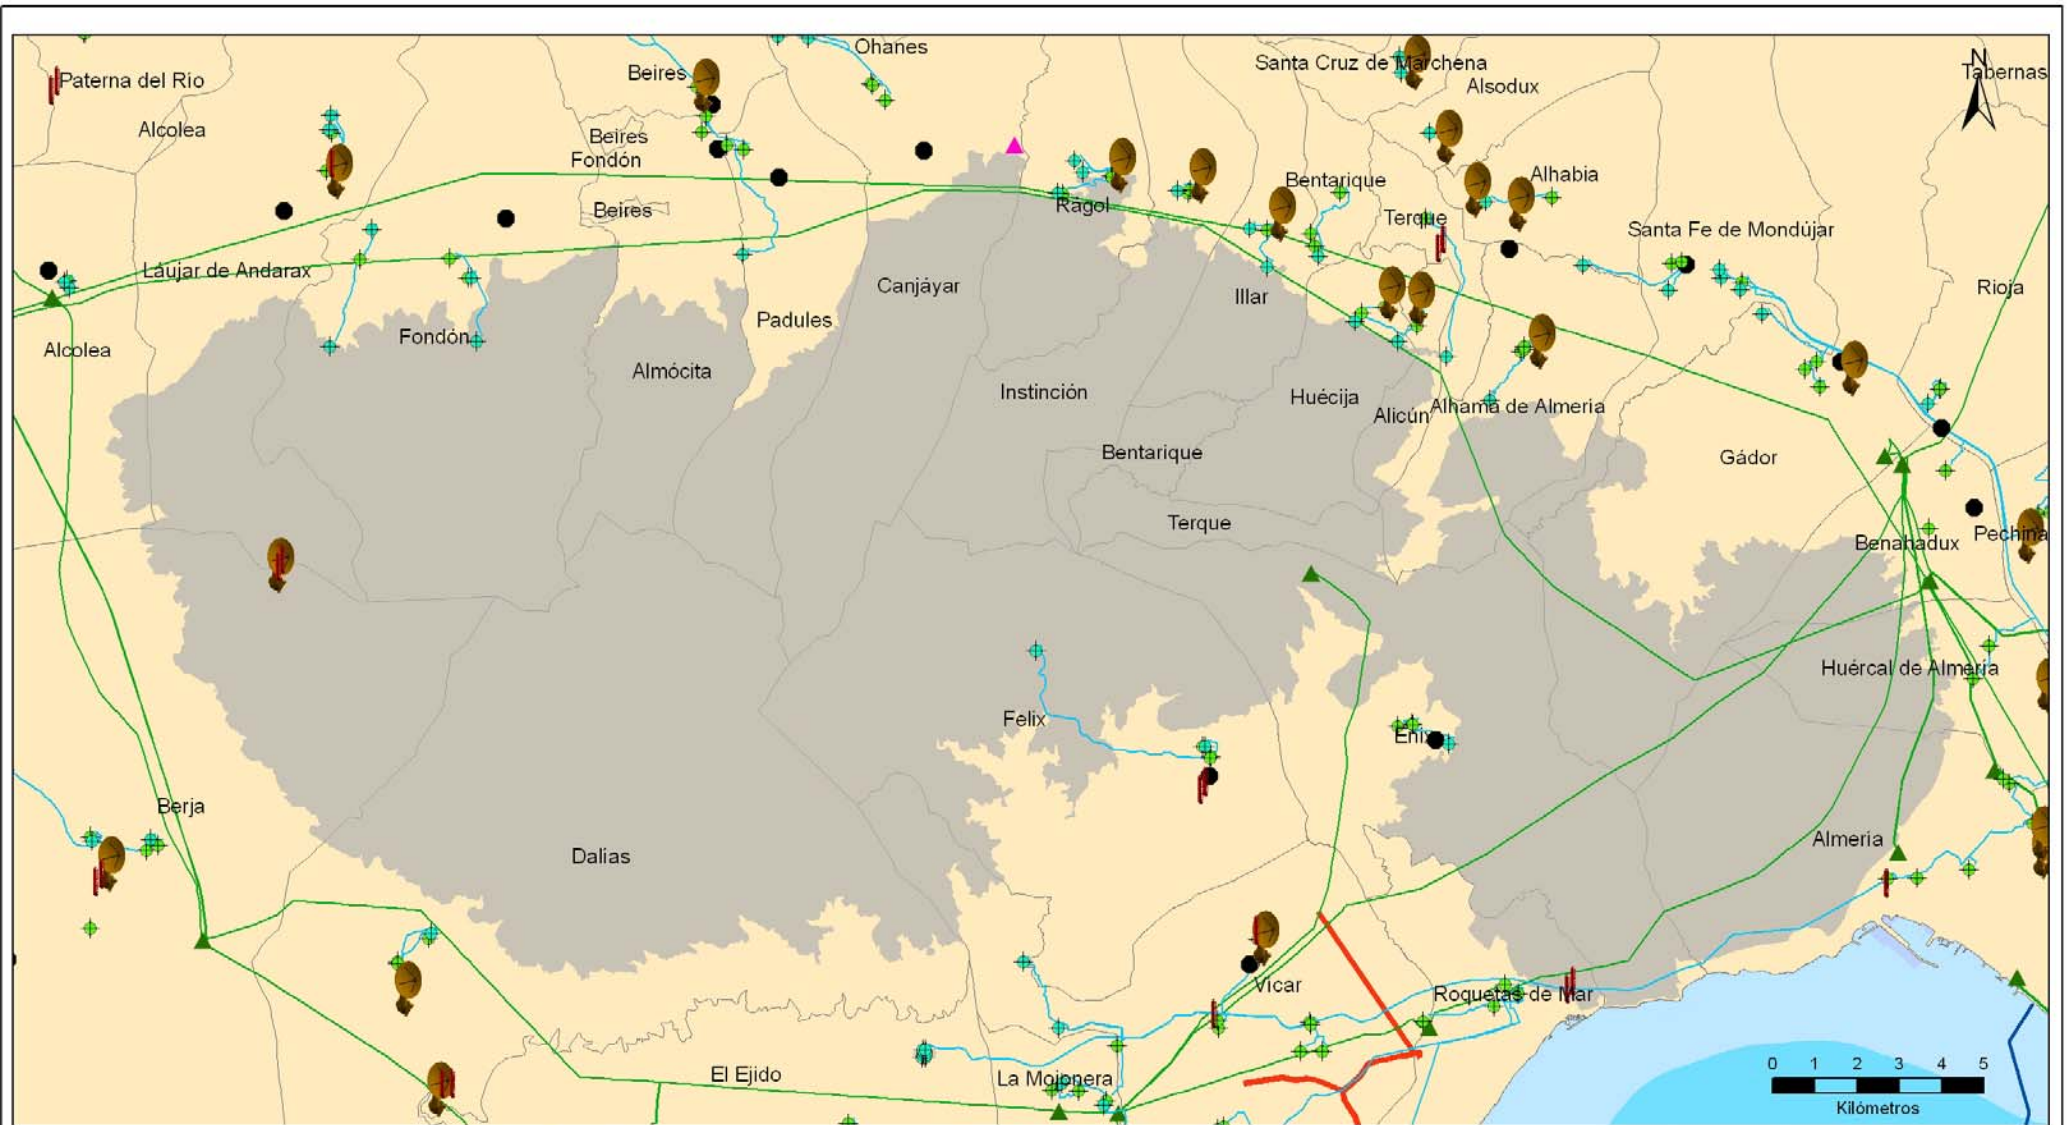 Ohanes
Santa Cruz de Marchena
N
Tabernas
Paterna del Río
Beires
Alsodux
Alcolea
Beires
Fondón
Bentarique
Alhabia
Rágol
Beires
Terque
Santa Fe de Mondújar
Láujar de Andarax
Canjáyar
Illar
Rioja
Padules
Fondón
Alcolea
Almócita
Instinción
Huécija
Alicún
Alhama de Almeria
Bentarique
Gádor
Terque
Pechina
Benahadux
Huércal de Almería
Felix
Enix
Berja
Almeria
Dalías
Vicar
Roquetas de Mar
El Ejido
La Mojonera
0 1 2 3 4 5
Kilómetros